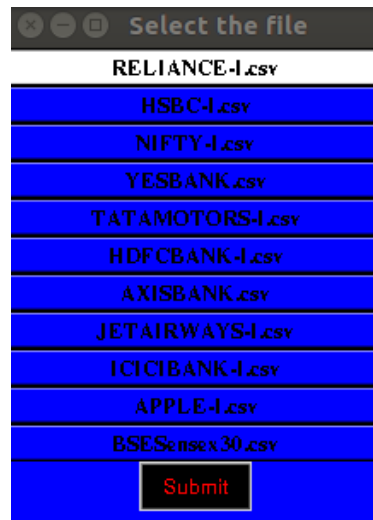 Select the file
RELIANCE-I.csv
HSBC-I.csv
NIFTY-I.csv
YESBANK.csv
TATAMOTORS-I.csv
HDFCBANK-I.csv
AXISBANK.csv
JETAIRWAYS-I.csv
ICICIBANK-I.csv
APPLE-I.csv
BSESensex30.csv
Submit